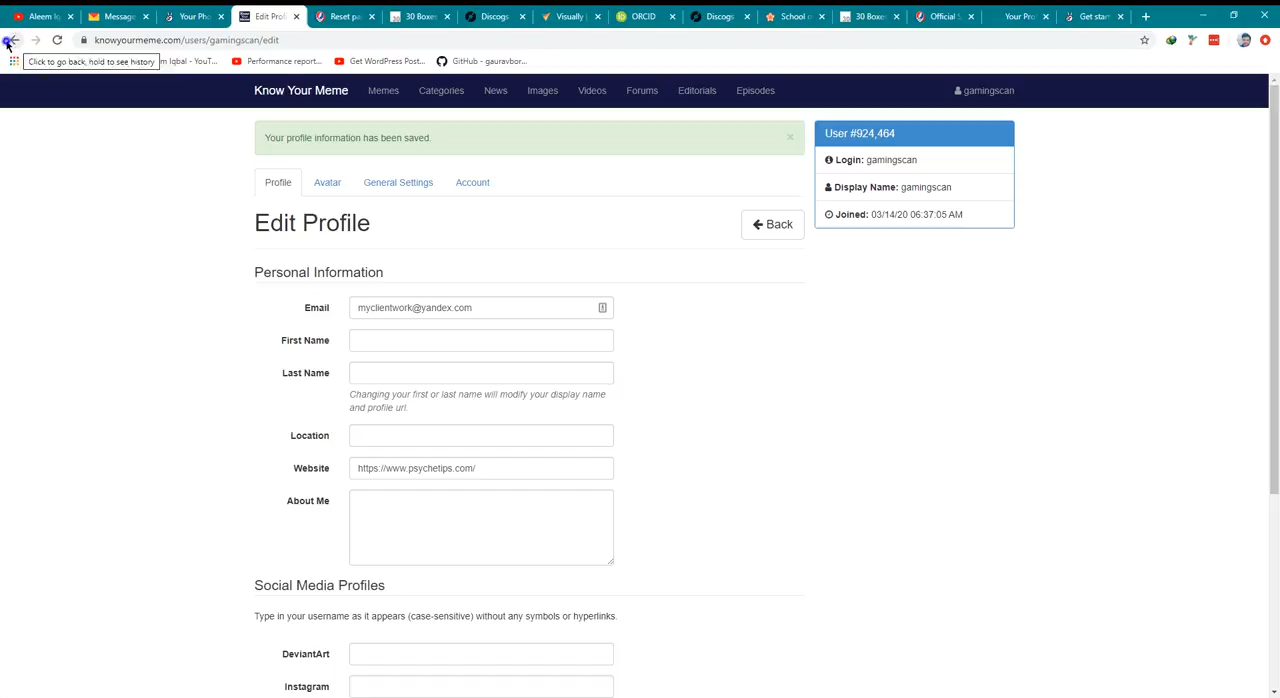 Aleem Iq
Message
Your Pho
Edit Profi
Reset pa
30 Boxes
Discogs
Visually |
ORCID
Discogs
School o
30 Boxes
Official S
Your Pro
Get start
knowyourmeme.com/users/gamingscan/edit
Click to go back, hold to see history
m Iqbal - YouT...
Performance report...
Get WordPress Post...
GitHub - gauravbor...
Know Your Meme
Memes
Categories
News
Images
Videos
Forums
Editorials
Episodes
gamingscan
Your profile information has been saved.
×
User #924,464
Login: gamingscan
Display Name: gamingscan
Joined: 03/14/20 06:37:05 AM
Profile
Avatar
General Settings
Account
Edit Profile
Back
Personal Information
Email
myclientwork@yandex.com
First Name
Last Name
Changing your first or last name will modify your display name
and profile url.
Location
Website
https://www.psychetips.com/
About Me
Social Media Profiles
Type in your username as it appears (case-sensitive) without any symbols or hyperlinks.
DeviantArt
Instagram